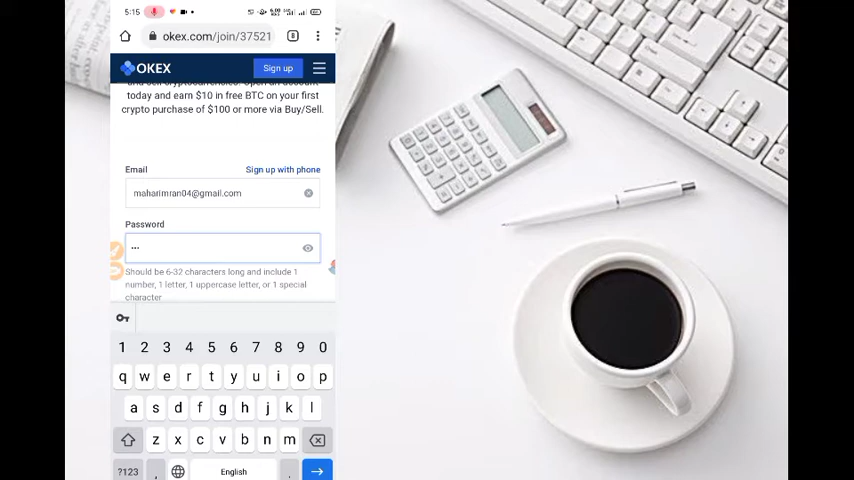 5:15
okex.com/join/37521
8
OKEX
Sign up
today and earn $10 in free BTC on your first
crypto purchase of $100 or more via Buy/Sell.
Email
Sign up with phone
maharimran04@gmail.com
Password
Should be 6-32 characters long and include 1
number, 1 letter, 1 uppercase letter, or 1 special
character
1 2 3 4 5 6 7 8 9 0
q w e r t y u i o p
a s d f g h j k l
z x c v b n m
?123 , English .